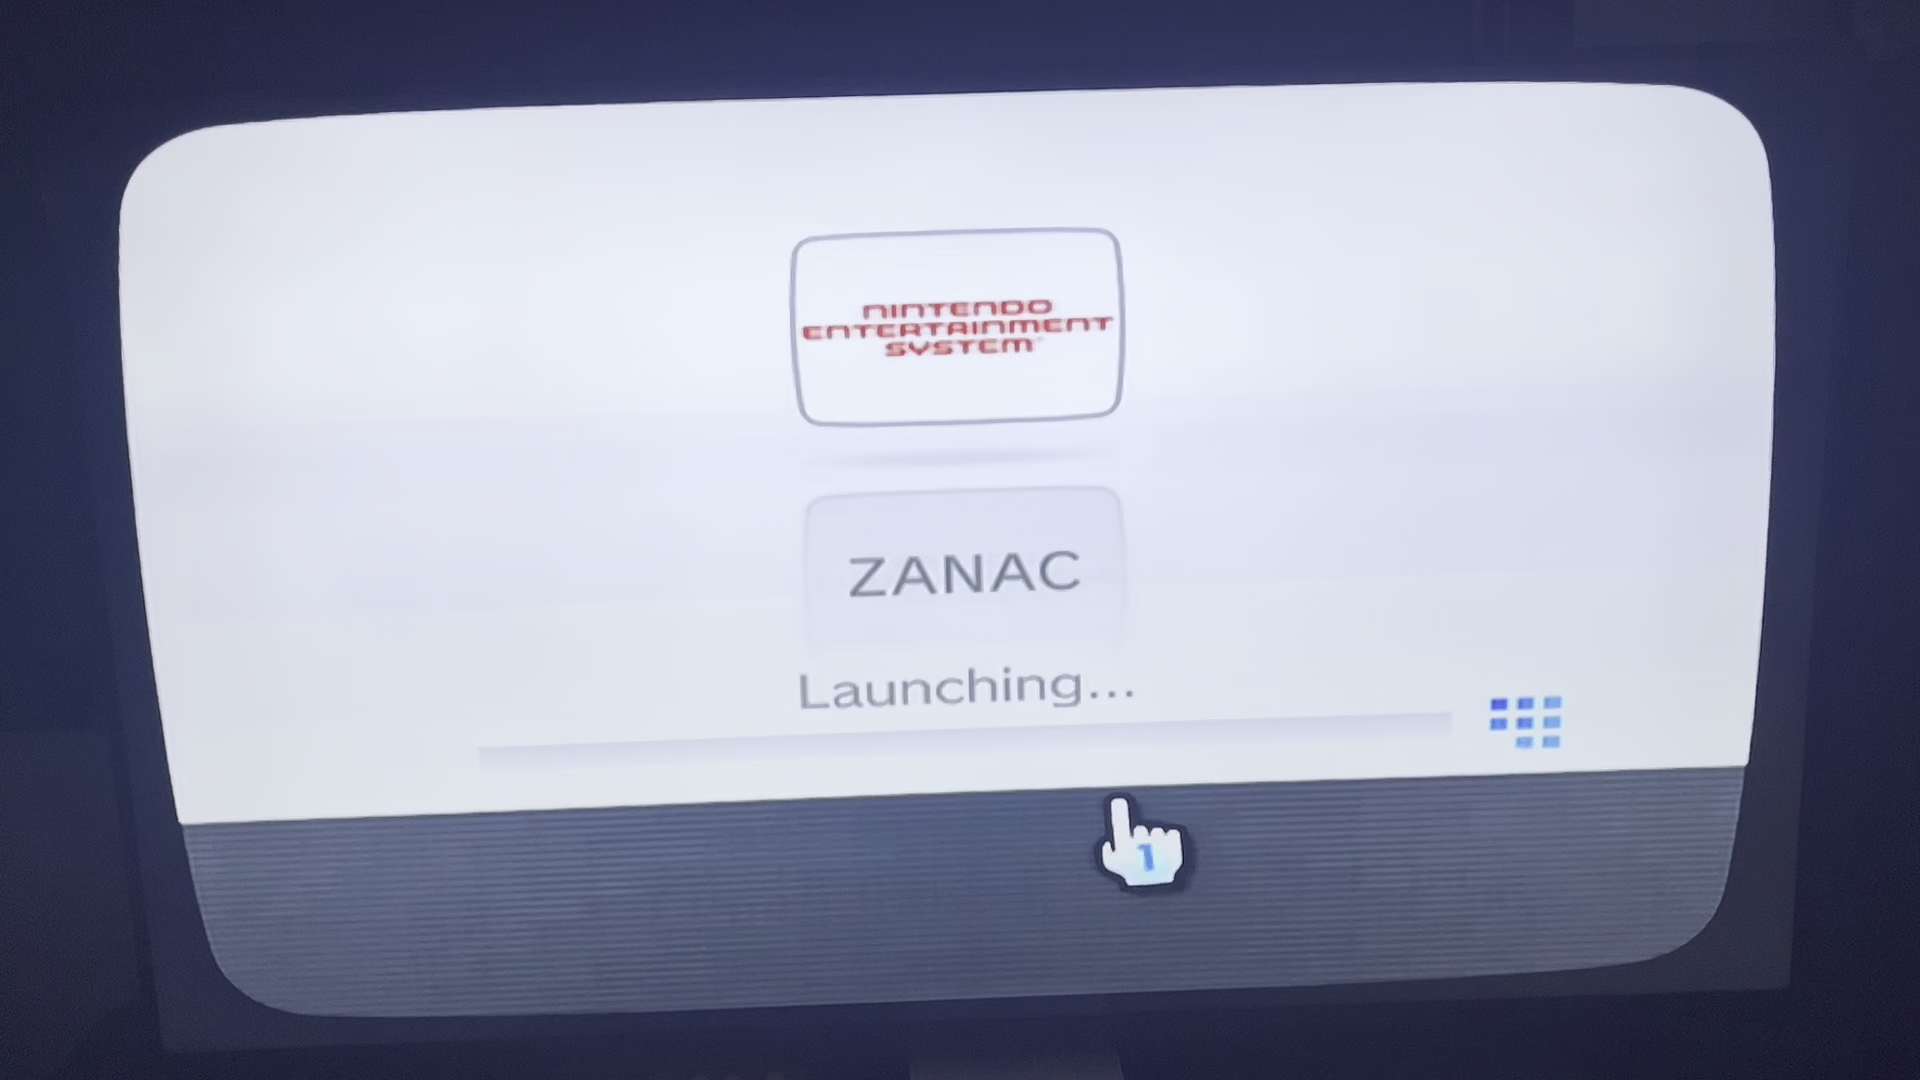 NINTENDO
ENTERTAINMENT
SYSTEM
ZANAC
Launching...
1